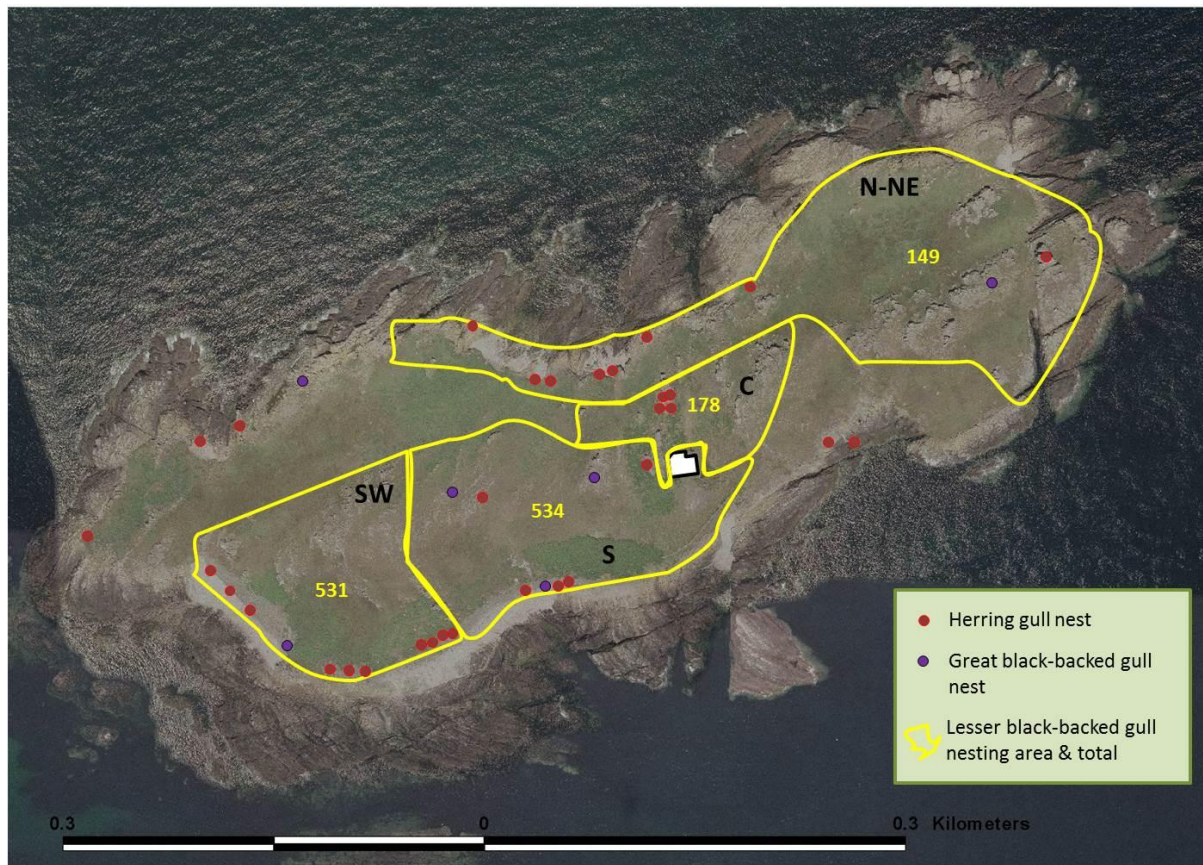 N-NE
149
C
178
SW
534
S
531
Herring gull nest
Great black-backed gull
nest
Lesser black-backed gull
nesting area & total
0.3
0
0.3 Kilometers